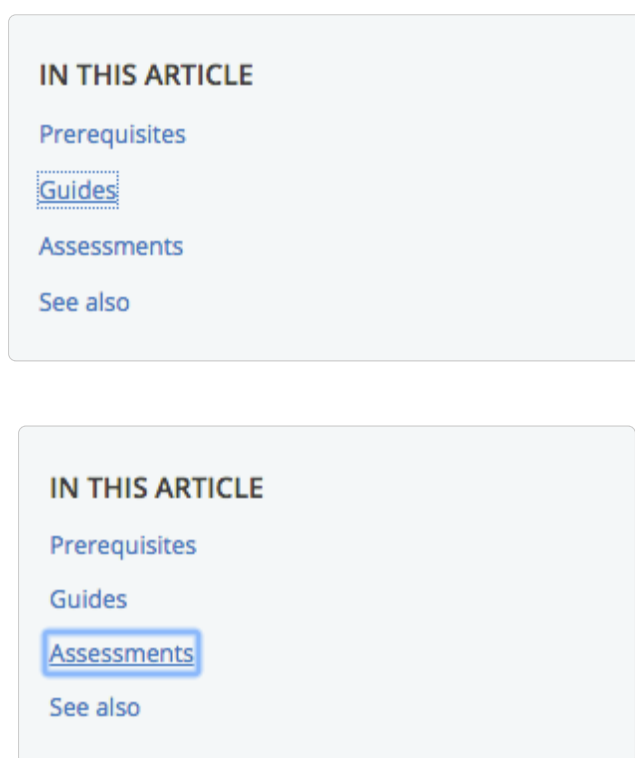 IN THIS ARTICLE
Prerequisites
Guides
Assessments
See also
IN THIS ARTICLE
Prerequisites
Guides
Assessments
See also